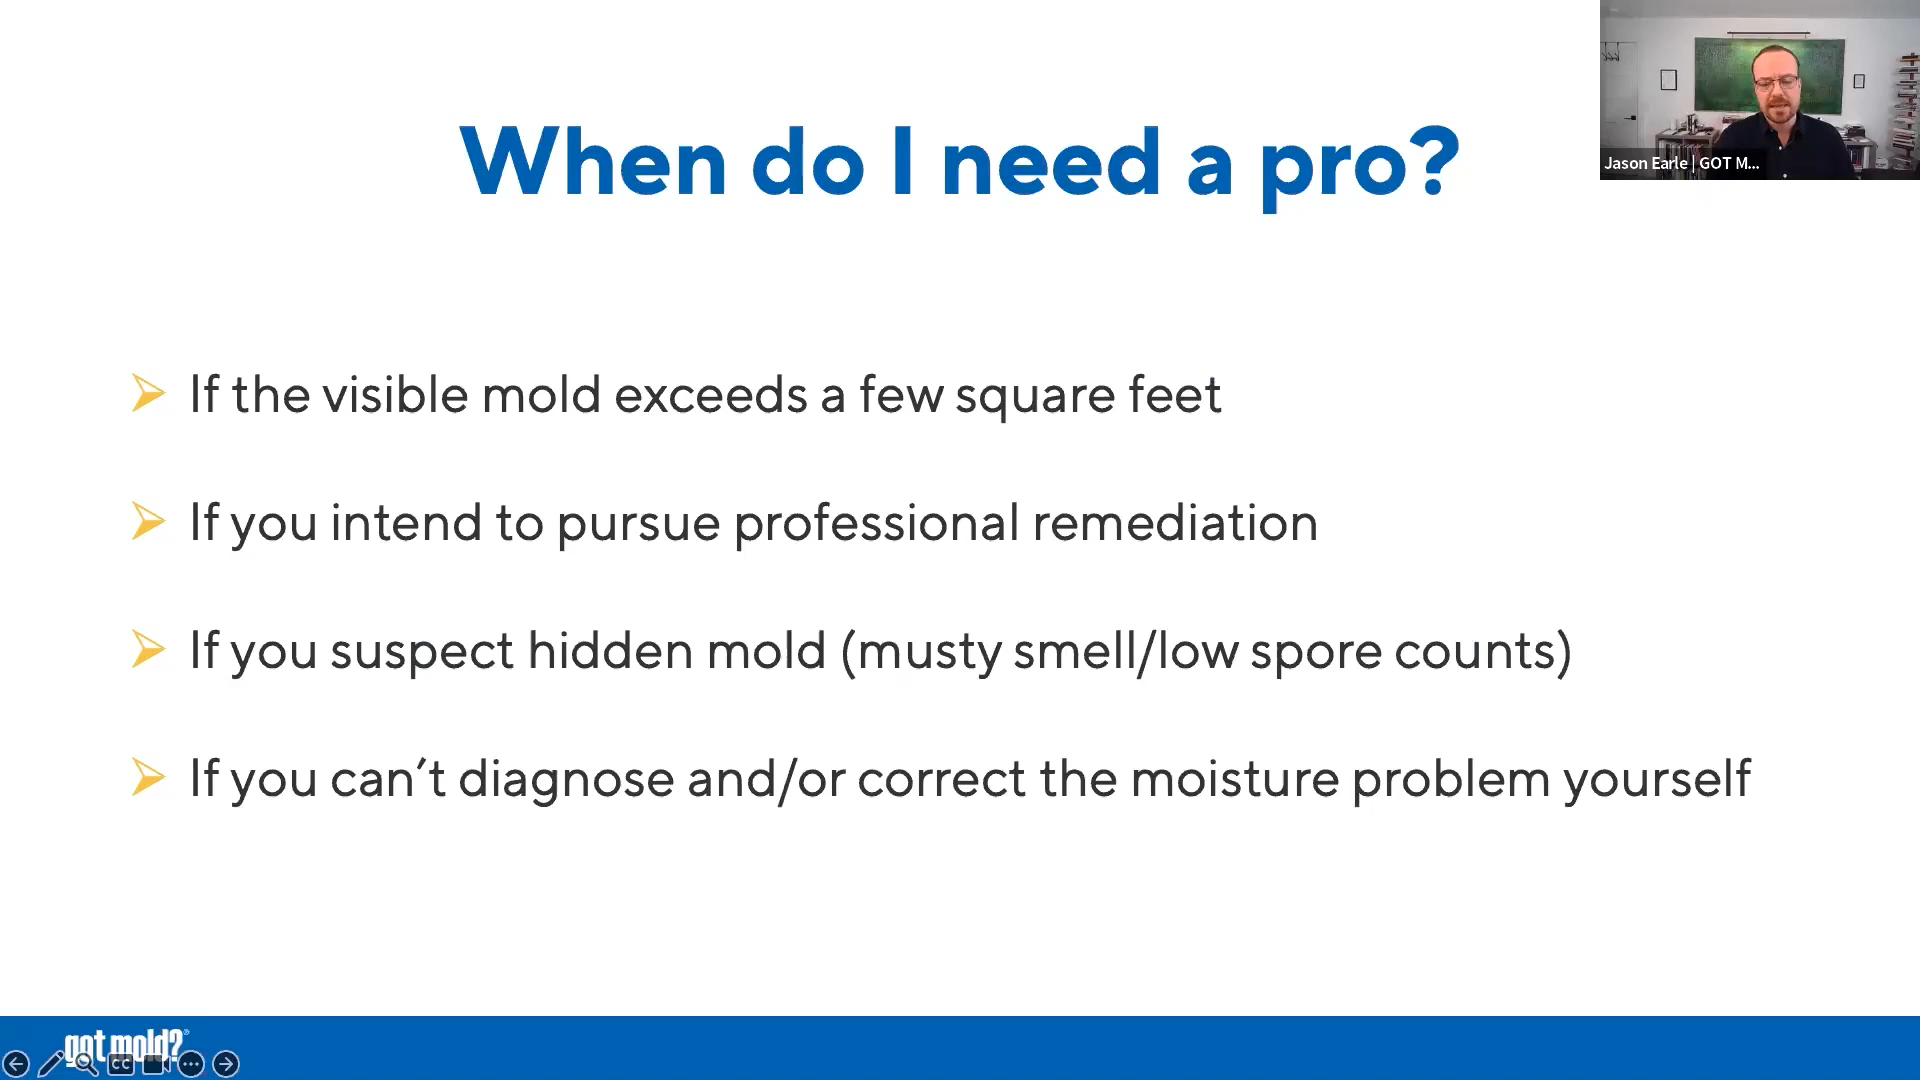 When do I need a pro?
Jason Earle | GOT M...
If the visible mold exceeds a few square feet
If you intend to pursue professional remediation
If you suspect hidden mold (musty smell/low spore counts)
If you can’t diagnose and/or correct the moisture problem yourself
got mold?®
CC